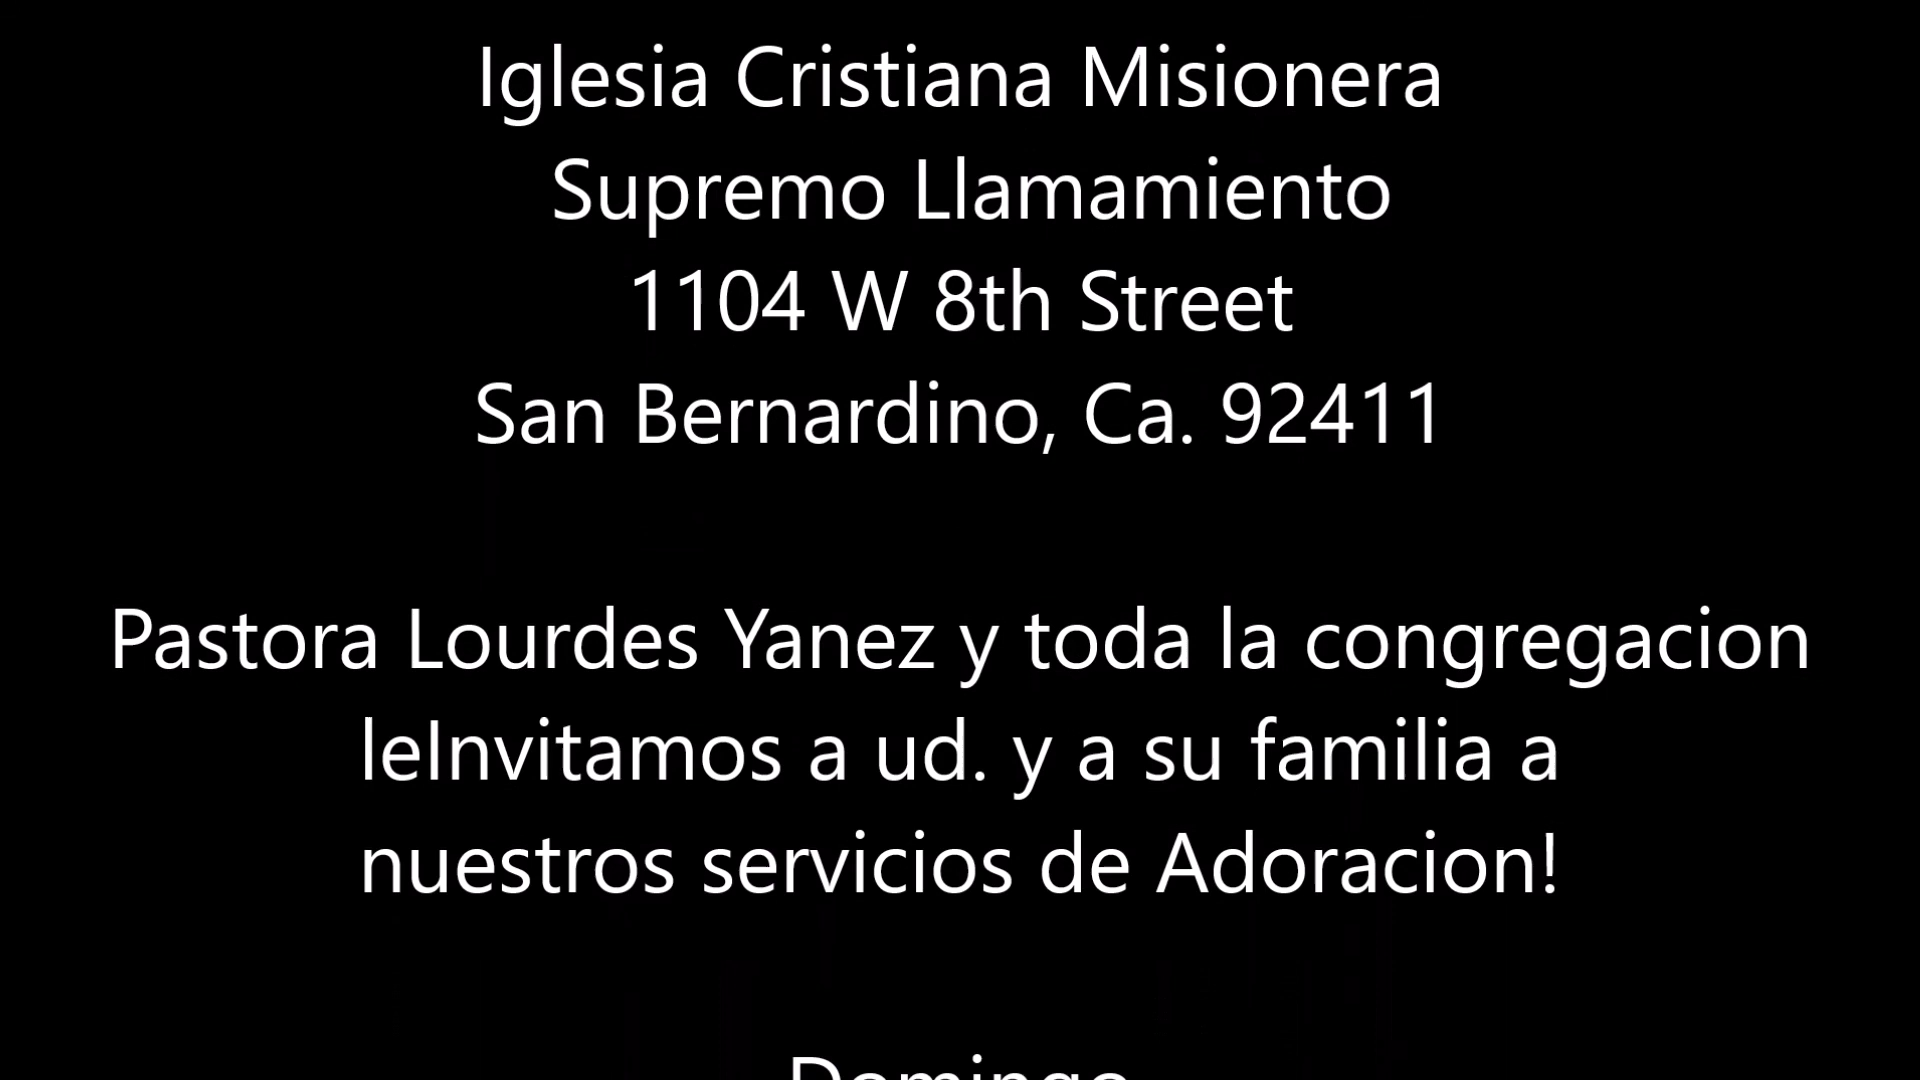 Iglesia Cristiana Misionera
Supremo Llamamiento
1104 W 8th Street
San Bernardino, Ca. 92411
Pastora Lourdes Yanez y toda la congregacion
leInvitamos a ud. y a su familia a
nuestros servicios de Adoracion!
Domingo